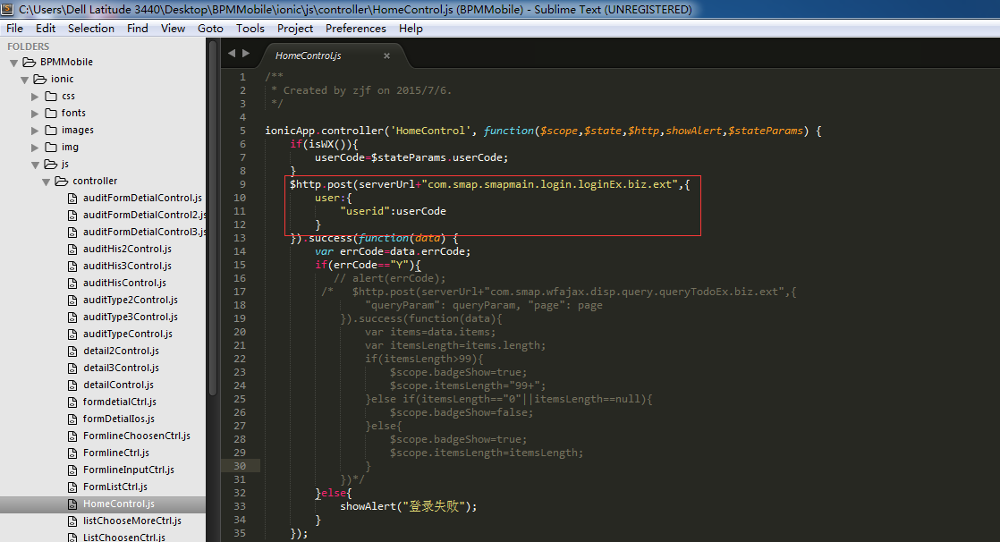 C:\Users\Dell Latitude 3440\Desktop\BPMMobile\ionic\js\controller\HomeControl.js (BPMMobile) - Sublime Text (UNREGISTERED)
File Edit Selection Find View Goto Tools Project Preferences Help
FOLDERS
BPMMobile
ionic
css
fonts
images
img
js
controller
auditFormDetialControl.js
auditFormDetialControl2.js
auditFormDetialControl3.js
auditHis2Control.js
auditHis3Control.js
auditHisControl.js
auditType2Control.js
auditType3Control.js
auditTypeControl.js
detail2Control.js
detail3Control.js
detailControl.js
formdetialCtrl.js
formDetialIos.js
FormlineChoosenCtrl.js
FormlineCtrl.js
FormlineInputCtrl.js
FormListCtrl.js
HomeControl.js
listChooseMoreCtrl.js
ListChoosenCtrl.js
HomeControl.js ×
1 /**
2 * Created by zjf on 2015/7/6.
3 */
4
5 ionicApp.controller('HomeControl', function($scope,$state,$http,showAlert,$stateParams) {
6 if(isWX()){
7 userCode=$stateParams.userCode;
8 }
9 $http.post(serverUrl+"com.smap.smapmain.login.loginEx.biz.ext",{
10 user:{
11 "userid":userCode
12 }
13 }).success(function(data) {
14 var errCode=data.errCode;
15 if(errCode=="Y"){
16 // alert(errCode);
17 /* $http.post(serverUrl+"com.smap.wfajax.disp.query.queryTodoEx.biz.ext",{
18 "queryParam": queryParam, "page": page
19 }).success(function(data){
20 var items=data.items;
21 var itemsLength=items.length;
22 if(itemsLength>99){
23 $scope.badgeShow=true;
24 $scope.itemsLength="99+";
25 }else if(itemsLength=="0"||itemsLength==null){
26 $scope.badgeShow=false;
27 }else{
28 $scope.badgeShow=true;
29 $scope.itemsLength=itemsLength;
30 }
31 })*/
32 }else{
33 showAlert("登录失败");
34 }
35 });